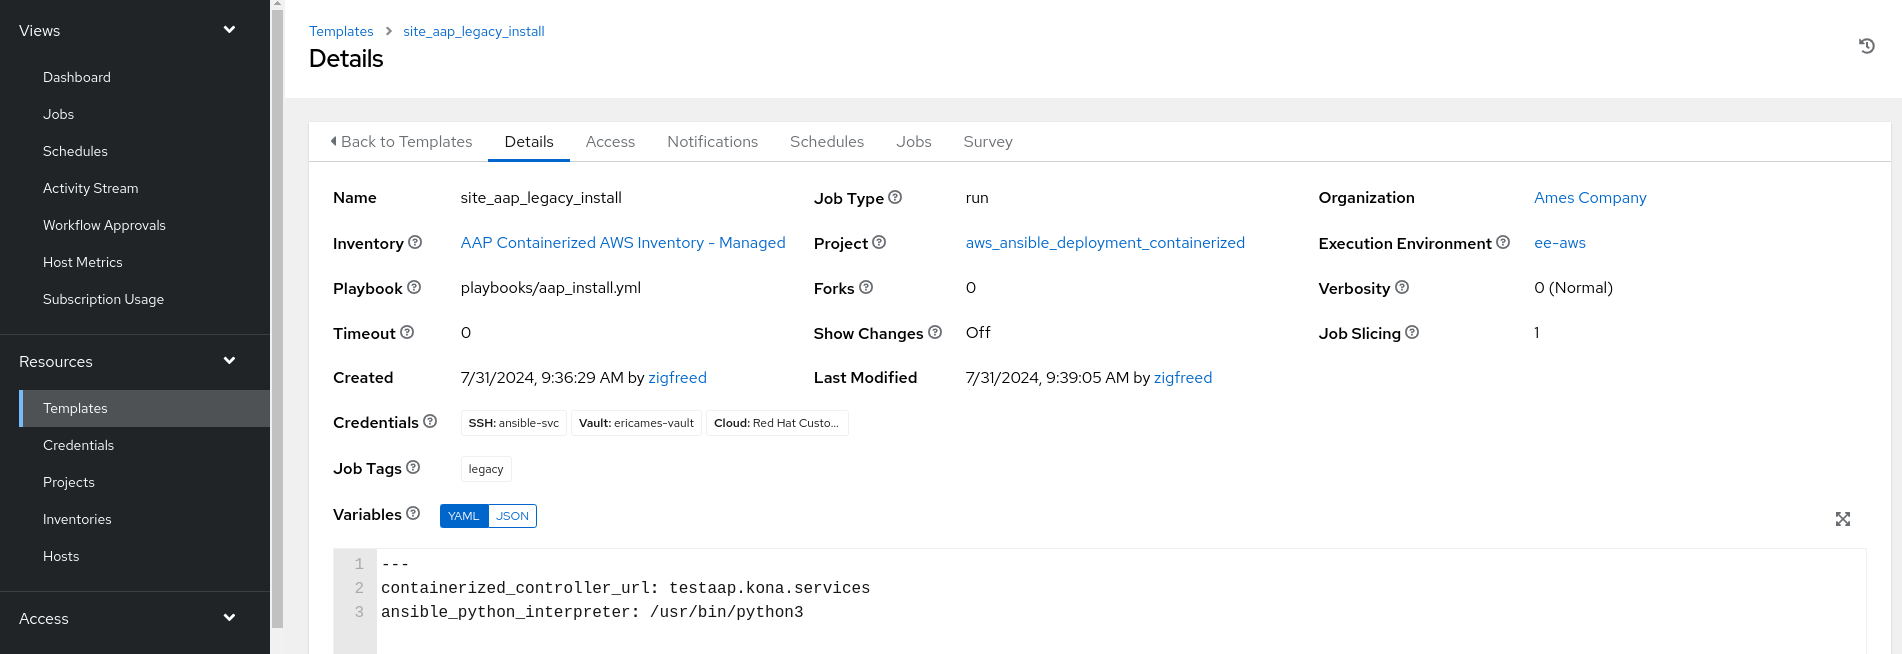 Views
Dashboard
Jobs
Schedules
Activity Stream
Workflow Approvals
Host Metrics
Subscription Usage
Resources
Templates
Credentials
Projects
Inventories
Hosts
Access
Templates > site_aap_legacy_install
Details
Back to Templates Details Access Notifications Schedules Jobs Survey
Name site_aap_legacy_install Job Type run Organization Ames Company
Inventory AAP Containerized AWS Inventory - Managed Project aws_ansible_deployment_containerized Execution Environment ee-aws
Playbook playbooks/aap_install.yml Forks 0 Verbosity 0 (Normal)
Timeout 0 Show Changes Off Job Slicing 1
Created 7/31/2024, 9:36:29 AM by zigfreed Last Modified 7/31/2024, 9:39:05 AM by zigfreed
Credentials SSH: ansible-svc Vault: ericames-vault Cloud: Red Hat Custo...
Job Tags legacy
Variables YAML JSON
1 ---
2 containerized_controller_url: testaap.kona.services
3 ansible_python_interpreter: /usr/bin/python3